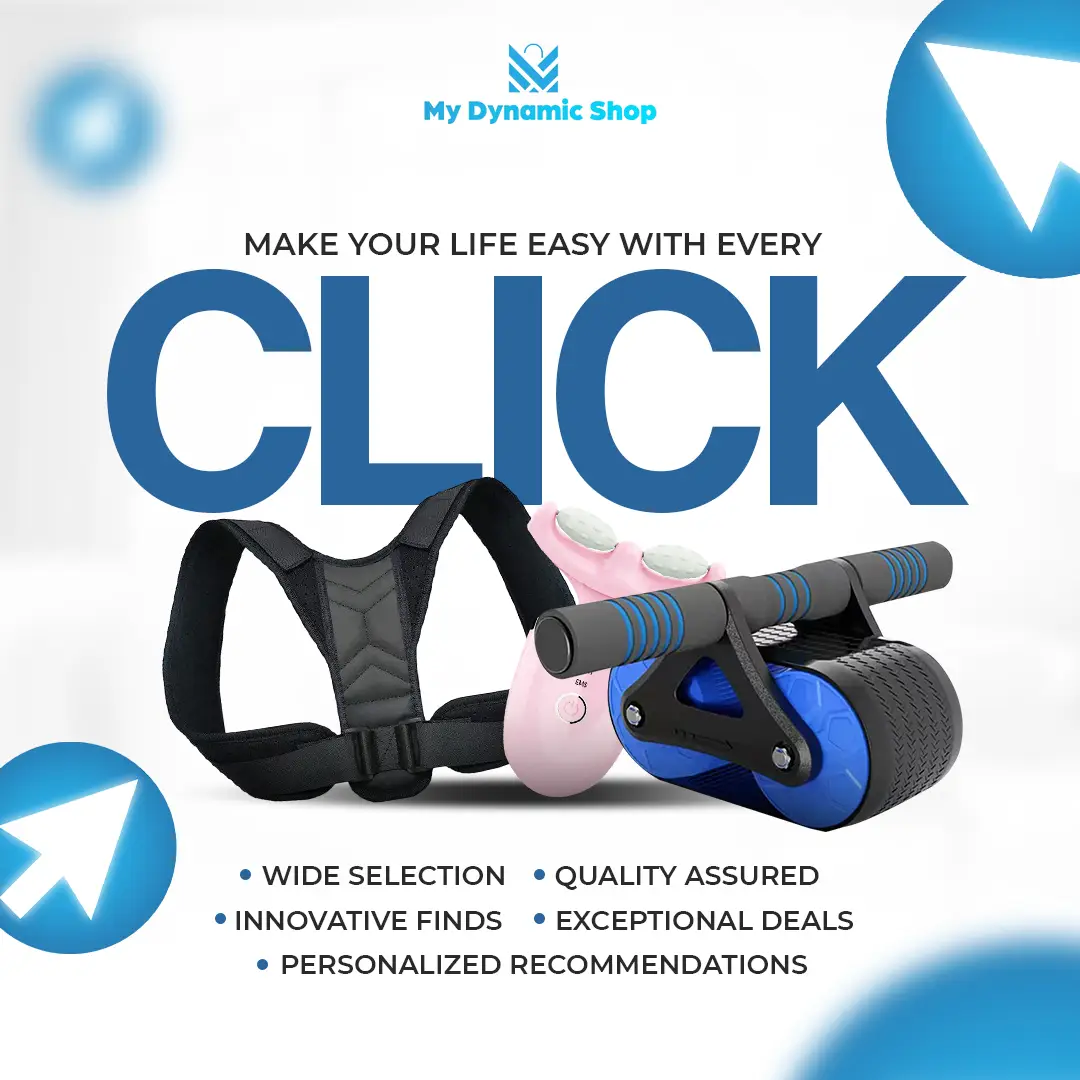 My Dynamic Shop
MAKE YOUR LIFE EASY WITH EVERY
CLICK
EMS
• WIDE SELECTION • QUALITY ASSURED
• INNOVATIVE FINDS • EXCEPTIONAL DEALS
• PERSONALIZED RECOMMENDATIONS